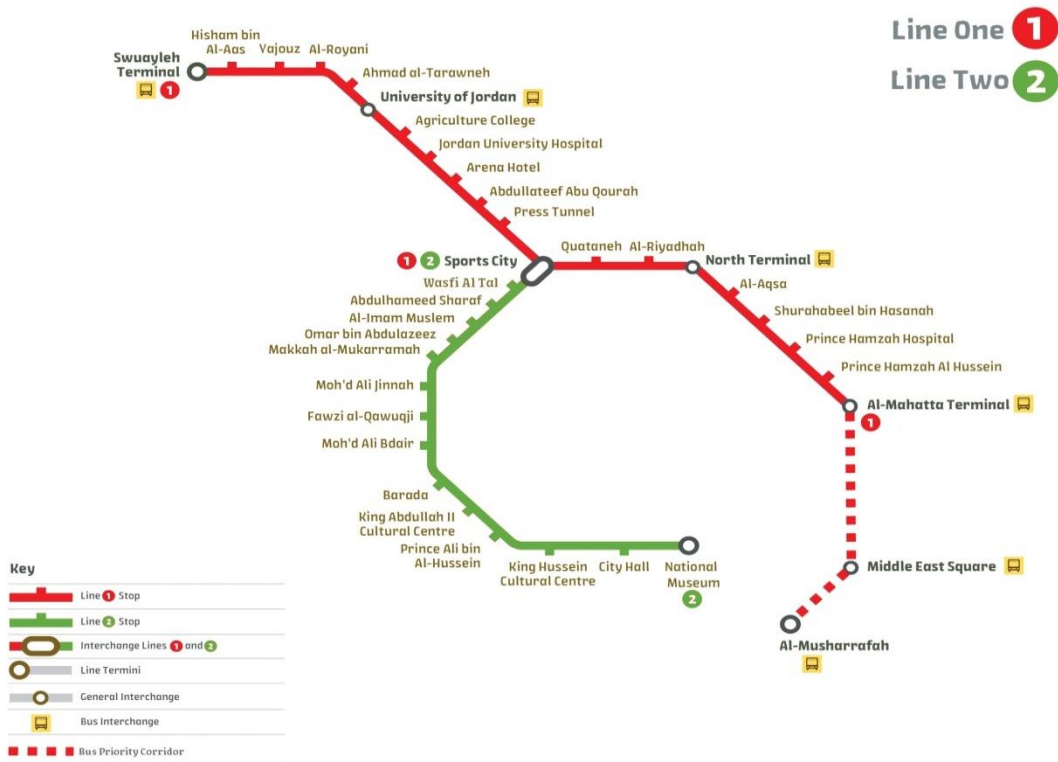 Line One 1
Line Two 2
Hisham bin
Al-Aas
Yajouz
Al-Royani
Swuayleh
Terminal
1
Ahmad al-Tarawneh
University of Jordan
Agriculture College
Jordan University Hospital
Arena Hotel
Abdullateef Abu Qourah
Press Tunnel
1 2 Sports City
Quataneh
Al-Riyadhah
North Terminal
Al-Aqsa
Shurahabeel bin Hasanah
Prince Hamzah Hospital
Prince Hamzah Al Hussein
Al-Mahatta Terminal
1
Middle East Square
Al-Musharrafah
Wasfi Al Tal
Abdulhameed Sharaf
Al-Imam Muslem
Omar bin Abdulazeez
Makkah al-Mukarramah
Moh'd Ali Jinnah
Fawzi al-Qawuqji
Moh'd Ali Bdair
Barada
King Abdullah II
Cultural Centre
Prince Ali bin
Al-Hussein
King Hussein
Cultural Centre
City Hall
National
Museum
2
Key
Line 1 Stop
Line 2 Stop
Interchange Lines 1 and 2
Line Termini
General Interchange
Bus Interchange
Bus Priority Corridor